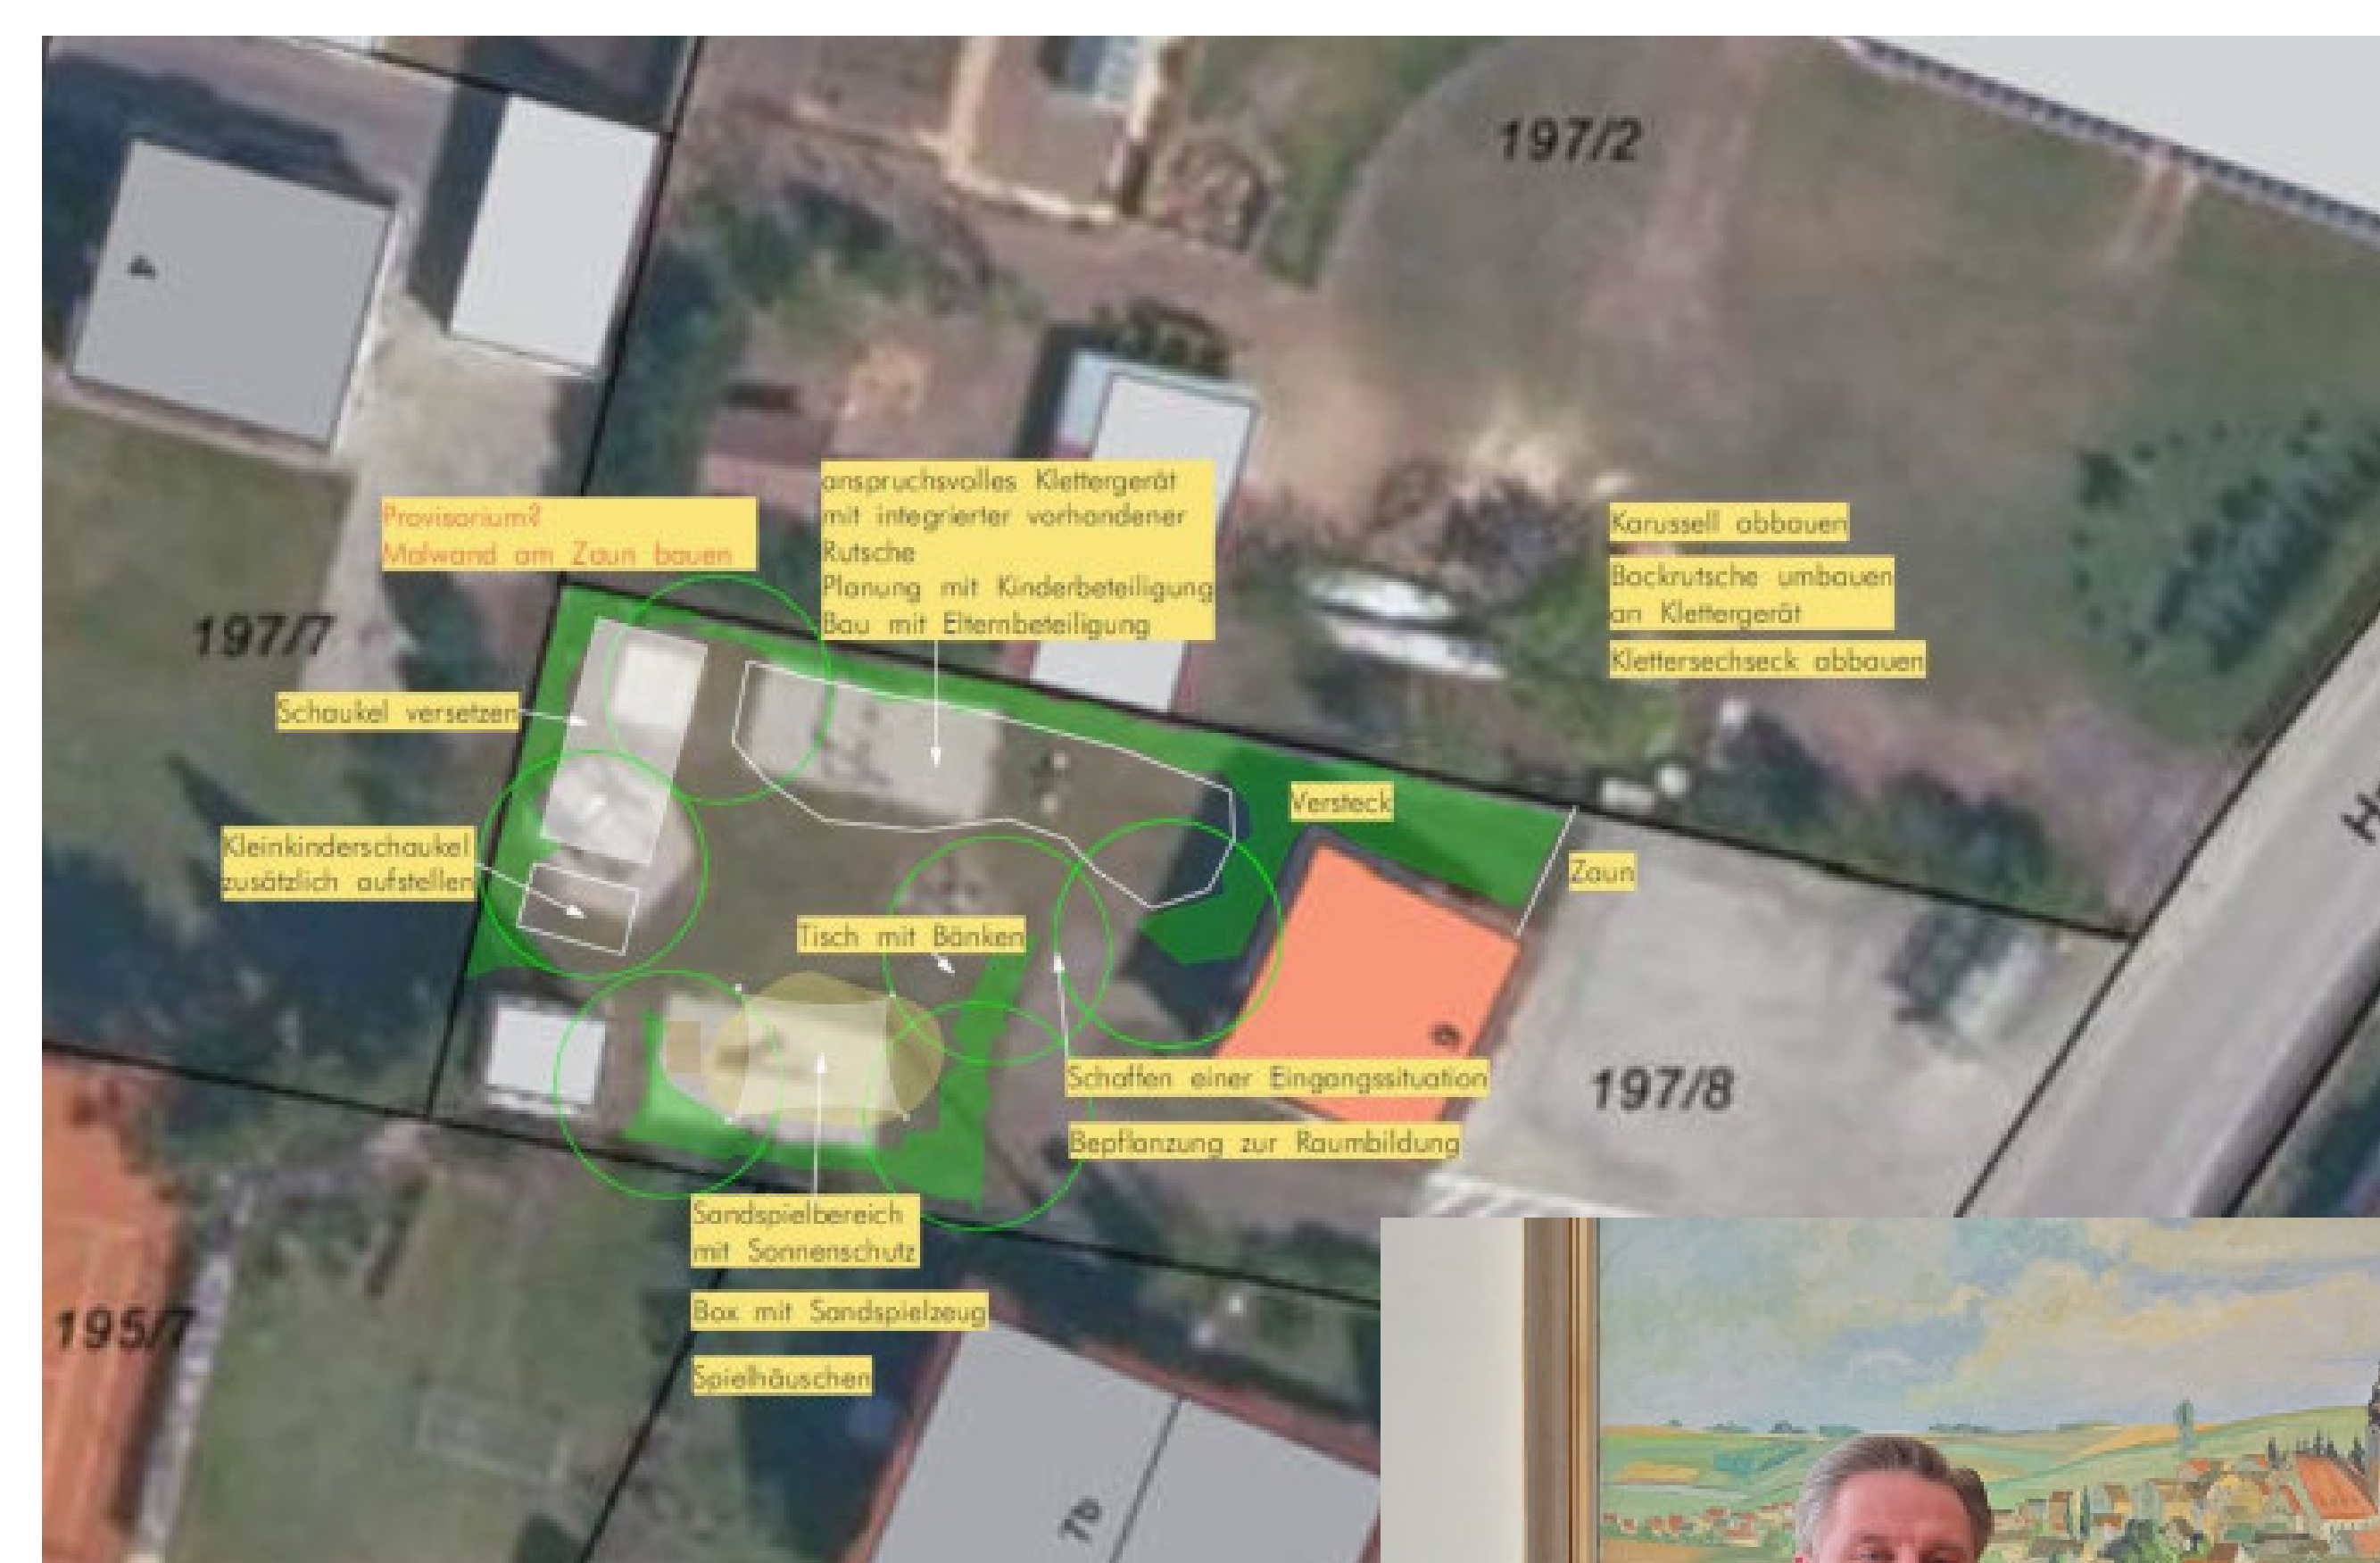 197/2
anspruchsvolles Klettergerät
mit integrierter vorhandener
Rutsche
Planung mit Kinderbeteiligung
Bau mit Elternbeteiligung
Provisorium?
Malwand am Zaun bauen
Karussell abbauen
Backrutsche umbauen
an Klettergerät
Klettersechseck abbauen
197/7
Schaukel versetzen
Versteck
Kleinkinderschaukel
zusätzlich aufstellen
Zaun
Tisch mit Bänken
Schaffen einer Eingangssituation
197/8
Bepflanzung zur Raumbildung
Sandspielbereich
mit Sonnenschutz
Box mit Sandspielzeug
195/7
Spielhäuschen